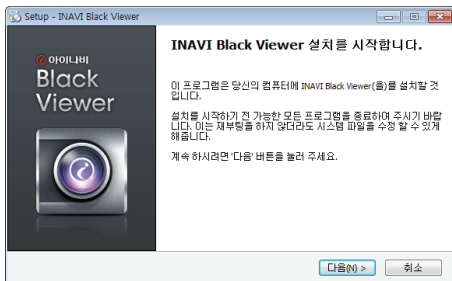 Setup - INAVI Black Viewer
아이나비
Black
Viewer
INAVI Black Viewer 설치를 시작합니다.
이 프로그램은 당신의 컴퓨터에 INAVI Black Viewer(을)를 설치할 것
입니다.
설치를 시작하기 전 가능한 모든 프로그램을 종료하여 주시기 바랍
니다. 이는 재부팅을 하지 않더라도 시스템 파일을 수정 할 수 있게
해줍니다.
계속 하시려면 '다음' 버튼을 눌러 주세요.
다음(N) >
취소